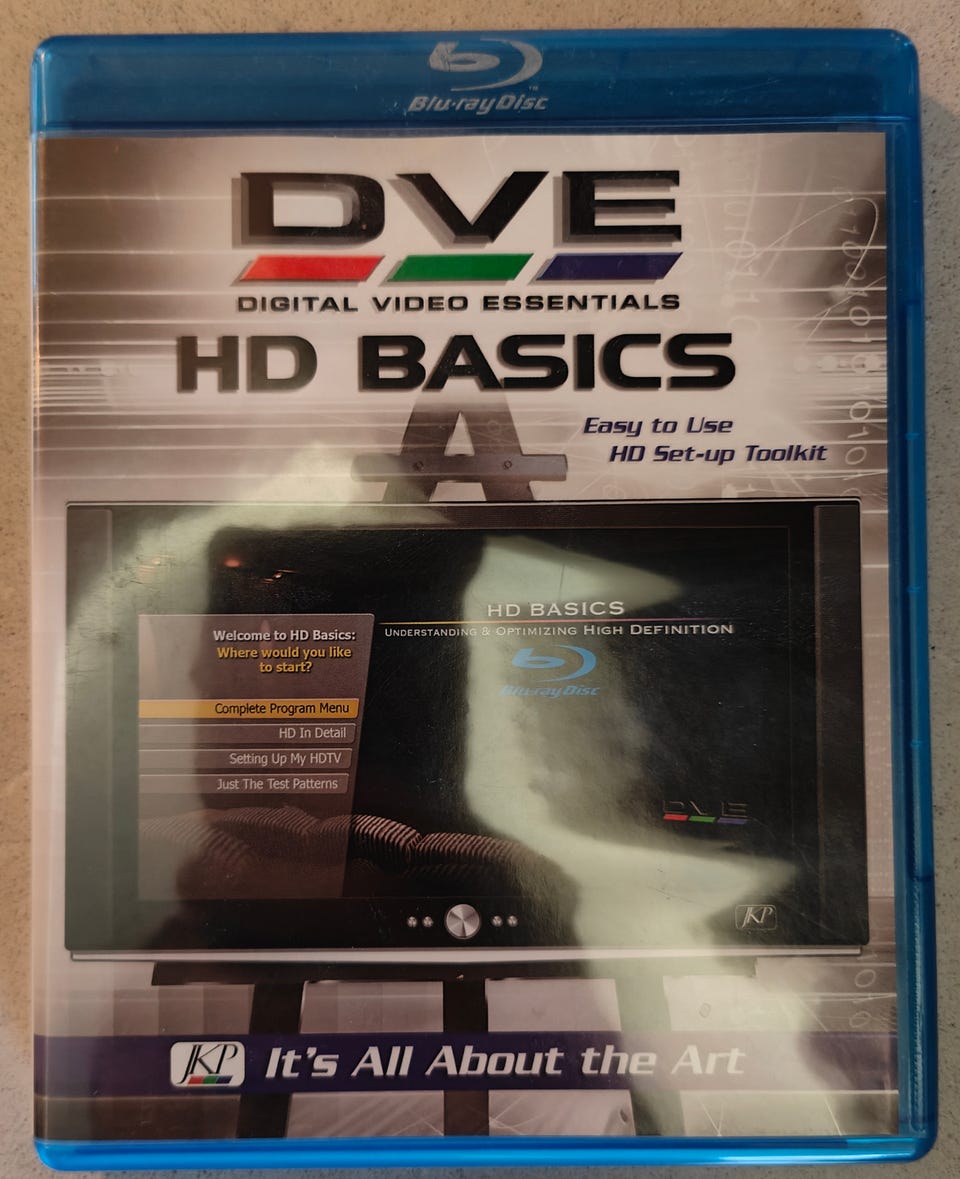 Blu-ray Disc
DVE
DIGITAL VIDEO ESSENTIALS
HD BASICS
Easy to Use
HD Set-up Toolkit
HD BASICS
UNDERSTANDING & OPTIMIZING HIGH DEFINITION
Blu-ray Disc
Welcome to HD Basics:
Where would you like
to start?
Complete Program Menu
HD In Detail
Setting Up My HDTV
Just The Test Patterns
DVE
JKP
JKP It's All About the Art